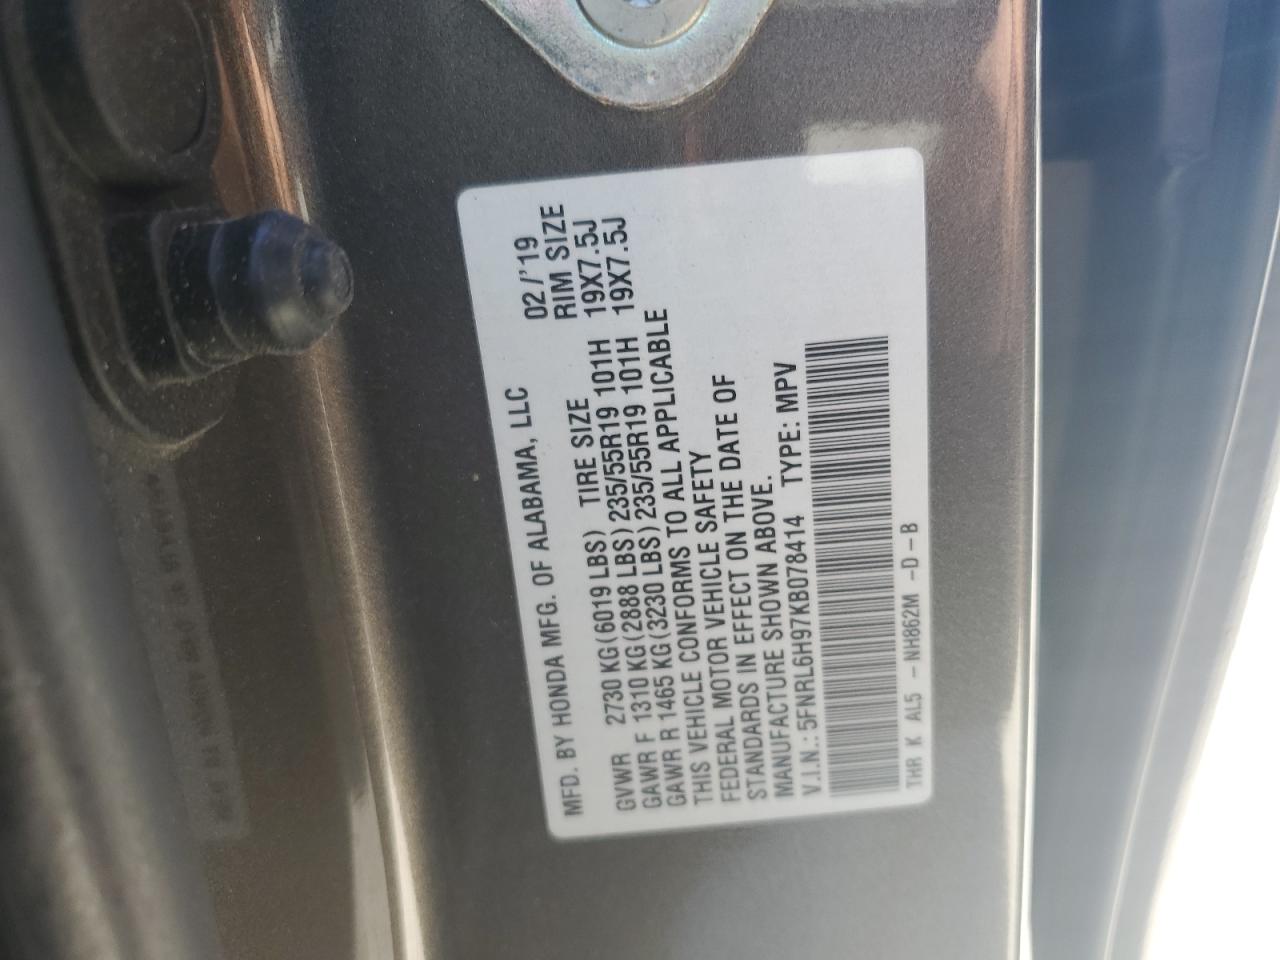 MFD. BY HONDA MFG. OF ALABAMA, LLC 02/'19
GVWR 2730 KG(6019 LBS) TIRE SIZE RIM SIZE
GAWR F 1310 KG(2888 LBS) 235/55R19 101H 19X7.5J
GAWR R 1465 KG(3230 LBS) 235/55R19 101H 19X7.5J
THIS VEHICLE CONFORMS TO ALL APPLICABLE
FEDERAL MOTOR VEHICLE SAFETY
STANDARDS IN EFFECT ON THE DATE OF
MANUFACTURE SHOWN ABOVE.
V.I.N.: 5FNRL6H97KB078414 TYPE: MPV
THR K AL5 -NH862M -D-B